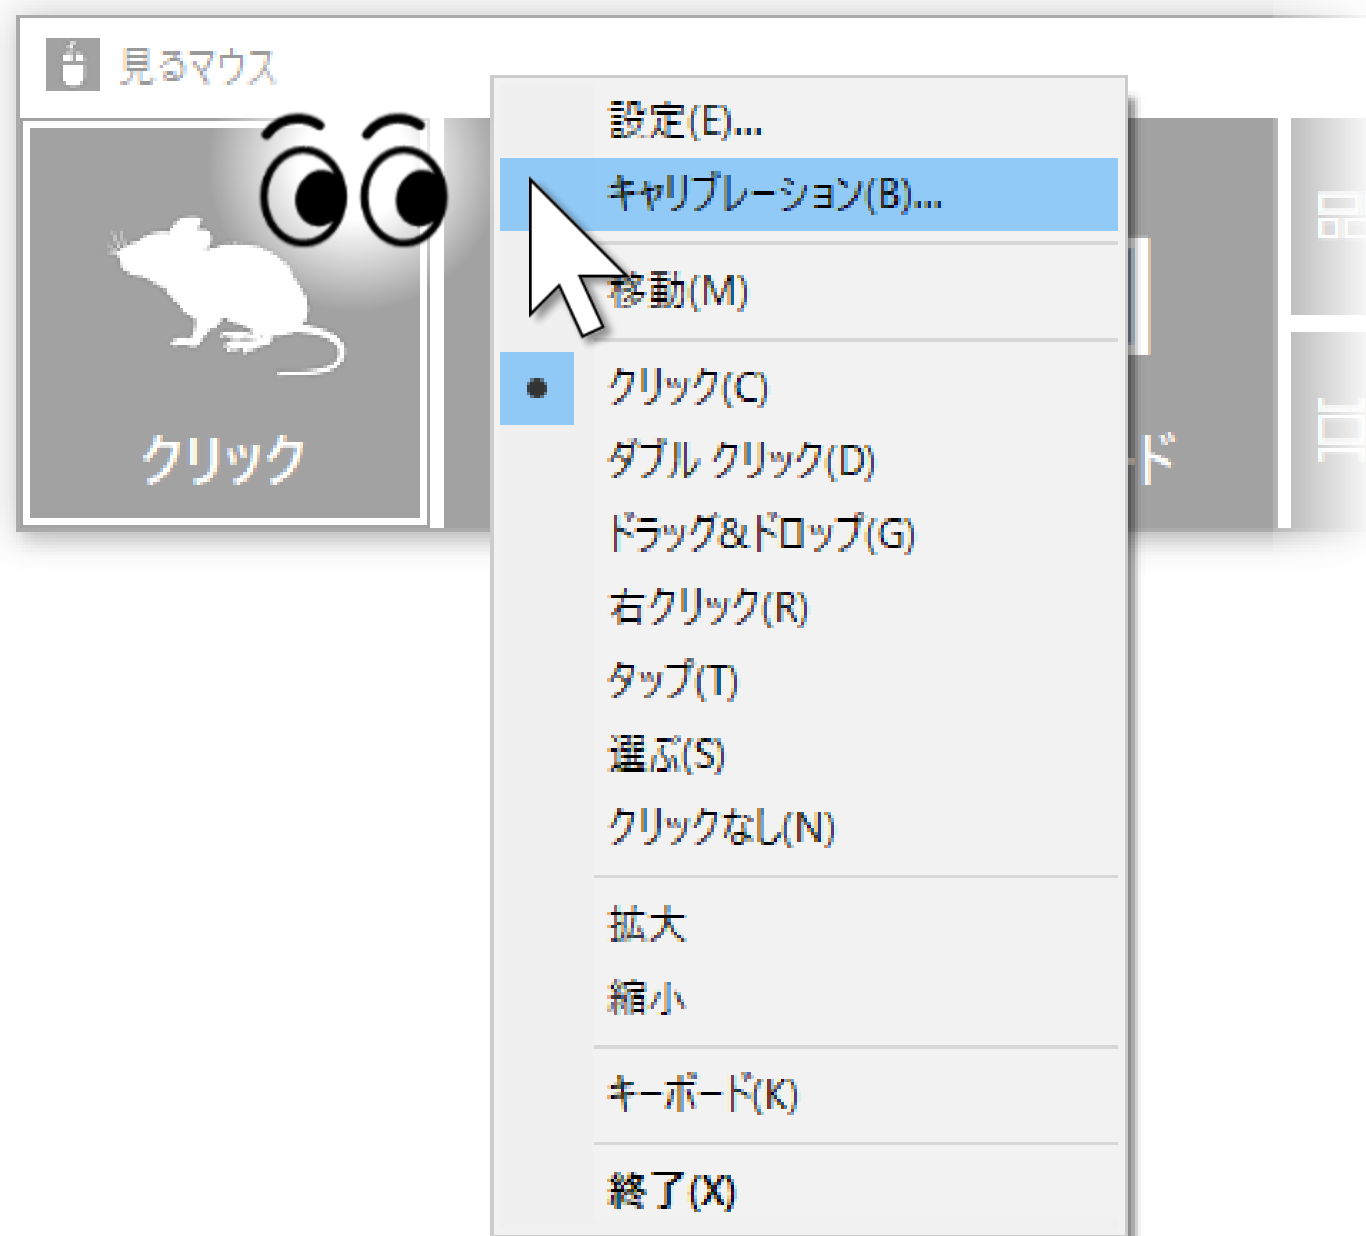 見るマウス
設定(E)...
キャリブレーション(B)...
移動(M)
クリック(C)
ダブル クリック(D)
ドラッグ&ドロップ(G)
右クリック(R)
タップ(T)
選ぶ(S)
クリックなし(N)
拡大
縮小
キーボード(K)
終了(X)
クリック
ド